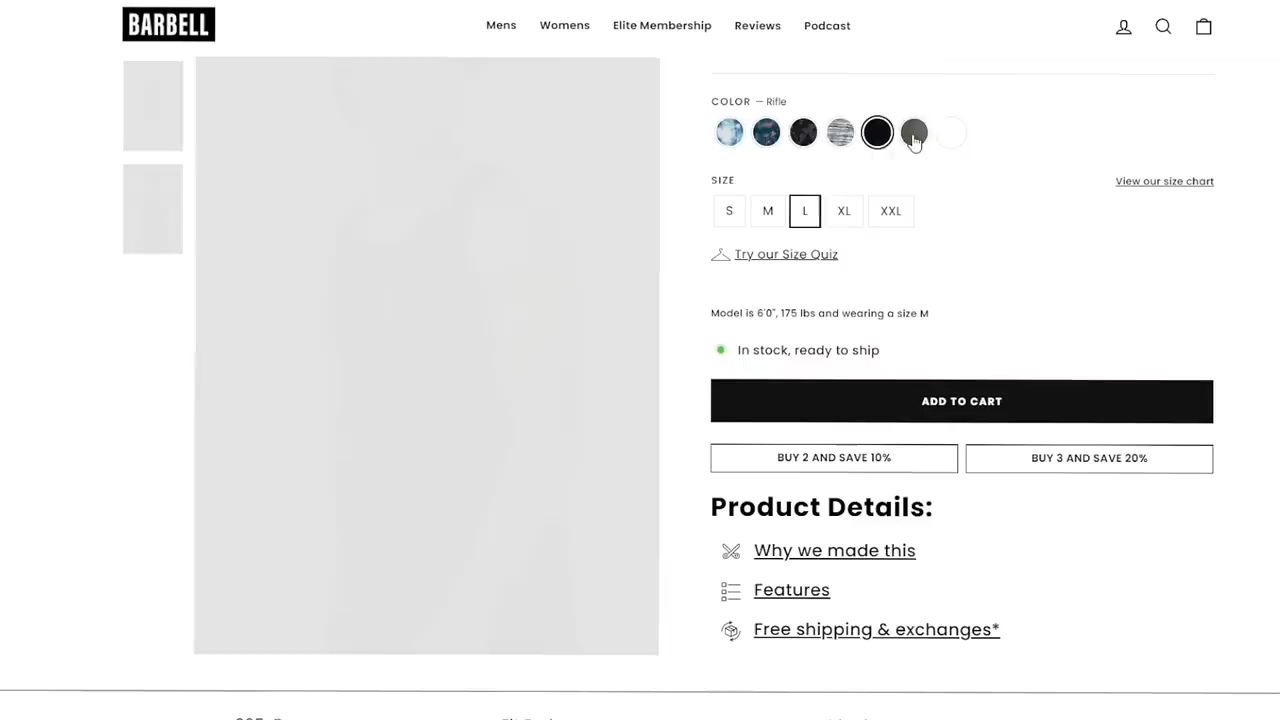 BARBELL
Mens Womens Elite Membership Reviews Podcast
COLOR — Rifle
SIZE
View our size chart
S M L XL XXL
Try our Size Quiz
Model is 6'0", 175 lbs and wearing a size M
In stock, ready to ship
ADD TO CART
BUY 2 AND SAVE 10%
BUY 3 AND SAVE 20%
Product Details:
Why we made this
Features
Free shipping & exchanges*